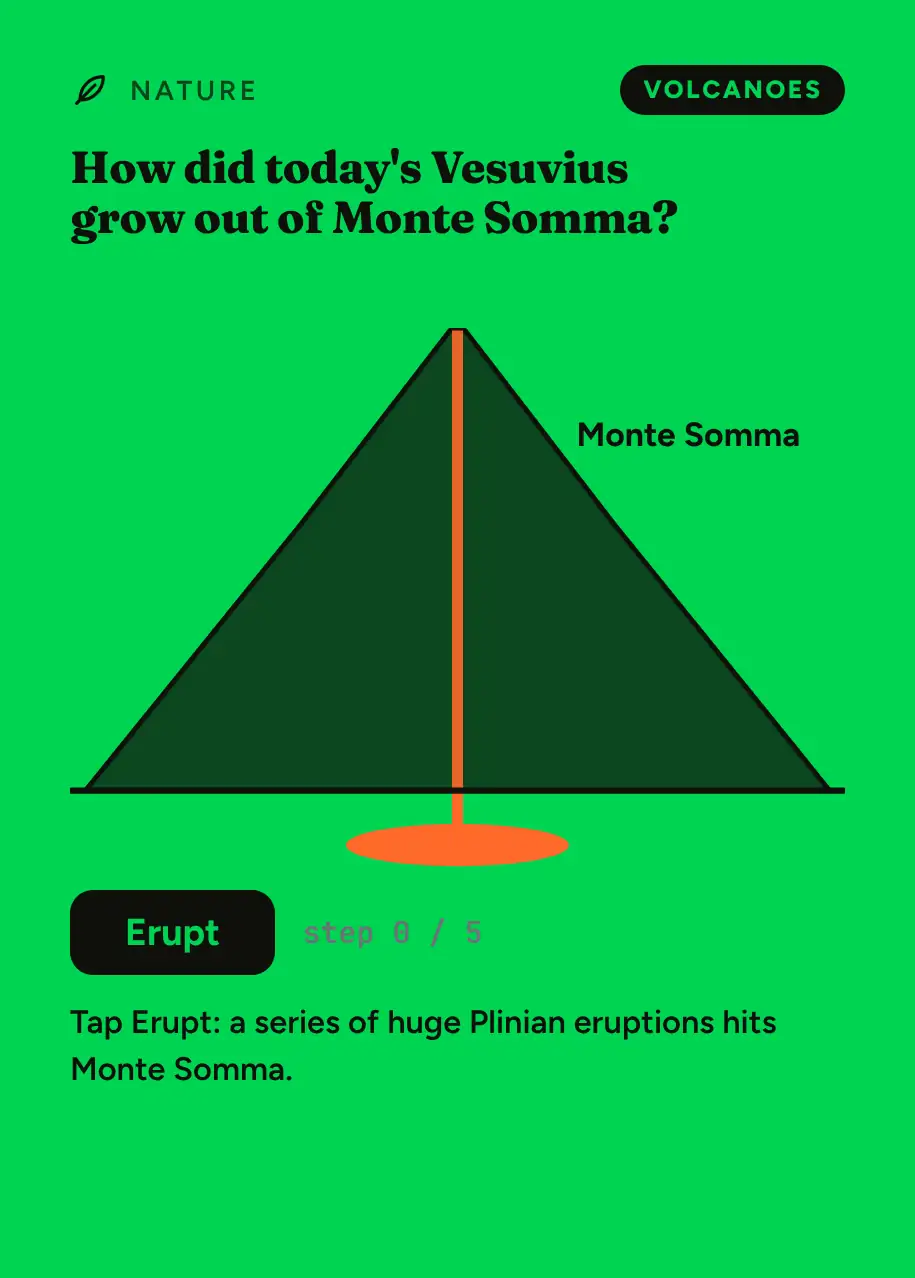 NATURE
VOLCANOES
How did today's Vesuvius
grow out of Monte Somma?
Monte Somma
Erupt
step 0 / 5
Tap Erupt: a series of huge Plinian eruptions hits
Monte Somma.